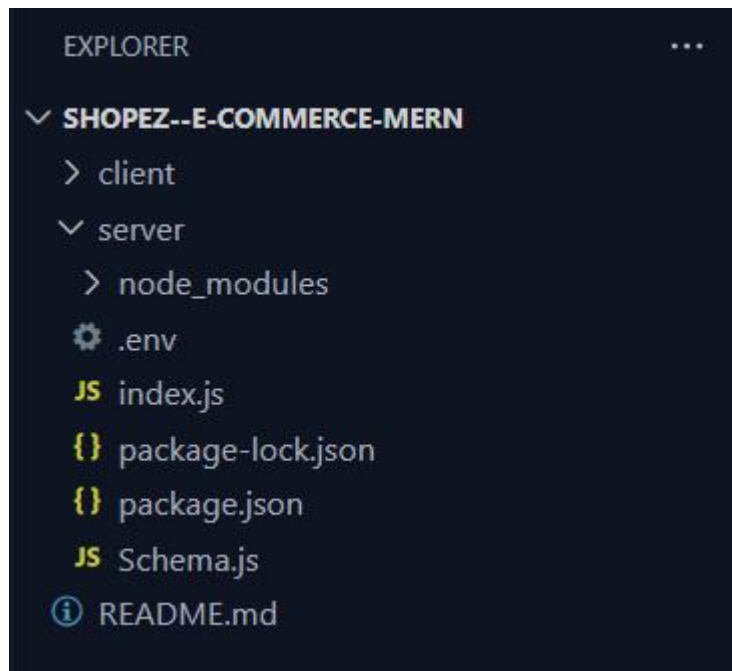 EXPLORER ...
SHOPEZ--E-COMMERCE-MERN
client
server
node_modules
.env
JS index.js
{} package-lock.json
{} package.json
JS Schema.js
README.md